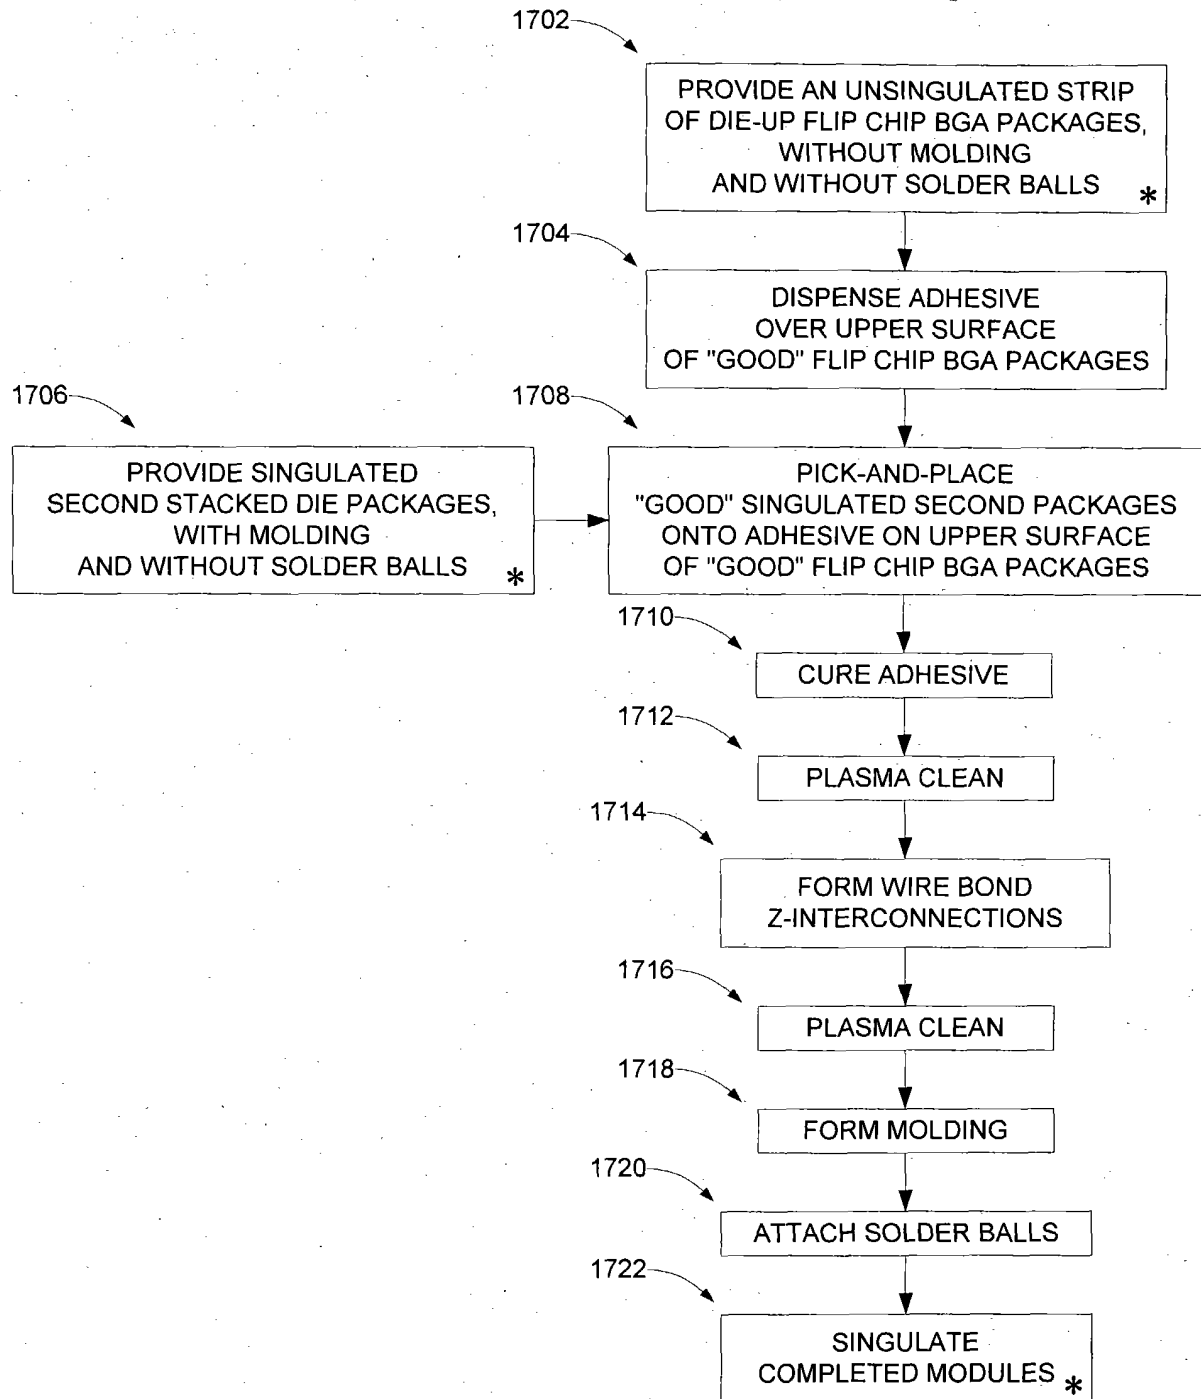 1702
PROVIDE AN UNSINGULATED STRIP
OF DIE-UP FLIP CHIP BGA PACKAGES,
WITHOUT MOLDING
AND WITHOUT SOLDER BALLS *
1704
DISPENSE ADHESIVE
OVER UPPER SURFACE
OF "GOOD" FLIP CHIP BGA PACKAGES
1706
PROVIDE SINGULATED
SECOND STACKED DIE PACKAGES,
WITH MOLDING
AND WITHOUT SOLDER BALLS *
1708
PICK-AND-PLACE
"GOOD" SINGULATED SECOND PACKAGES
ONTO ADHESIVE ON UPPER SURFACE
OF "GOOD" FLIP CHIP BGA PACKAGES
1710
CURE ADHESIVE
1712
PLASMA CLEAN
1714
FORM WIRE BOND
Z-INTERCONNECTIONS
1716
PLASMA CLEAN
1718
FORM MOLDING
1720
ATTACH SOLDER BALLS
1722
SINGULATE
COMPLETED MODULES *